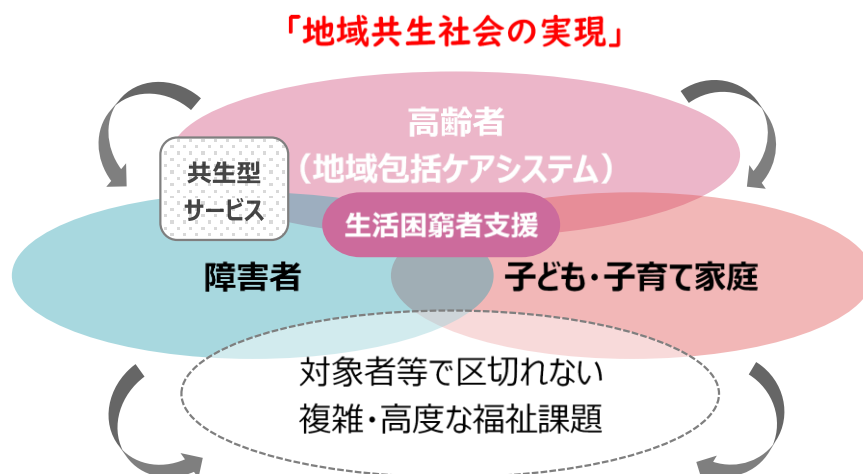 「地域共生社会の実現」
高齢者
（地域包括ケアシステム）
共生型
サービス
生活困窮者支援
障害者
子ども・子育て家庭
対象者等で区切れない
複雑・高度な福祉課題